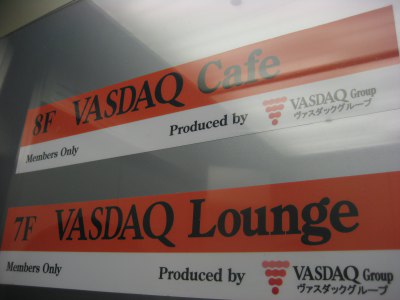 8F VASDAQ Cafe
Members Only
Produced by VASDAQ Group
ヴァスダックグループ
7F VASDAQ Lounge
Members Only
Produced by VASDAQ Group
ヴァスダックグループ